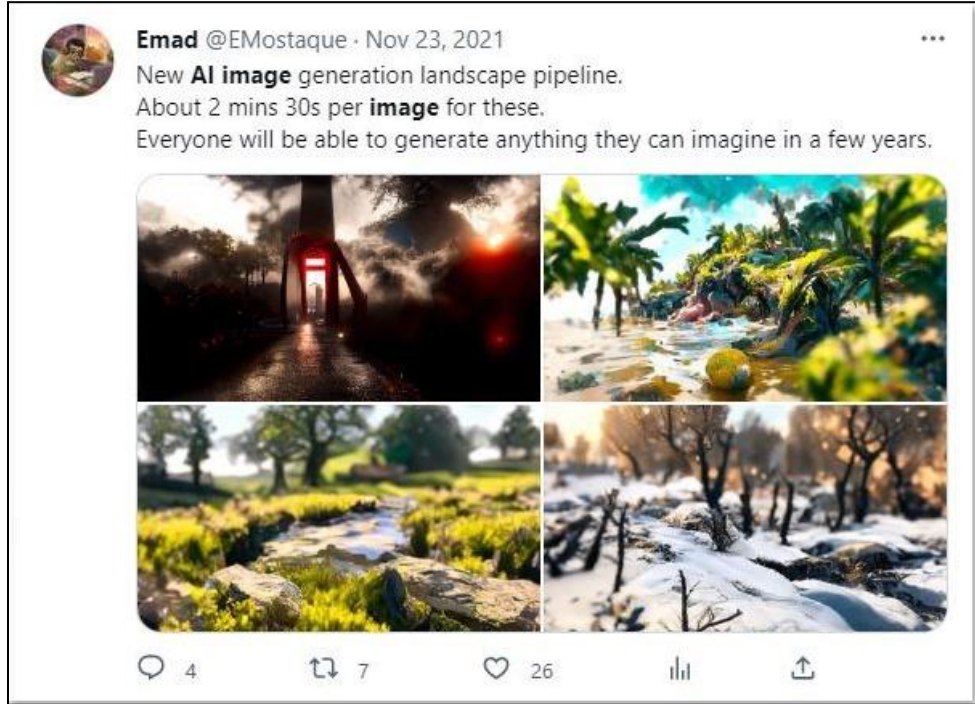 Emad @EMostaque · Nov 23, 2021
New AI image generation landscape pipeline.
About 2 mins 30s per image for these.
Everyone will be able to generate anything they can imagine in a few years.
4 7 26